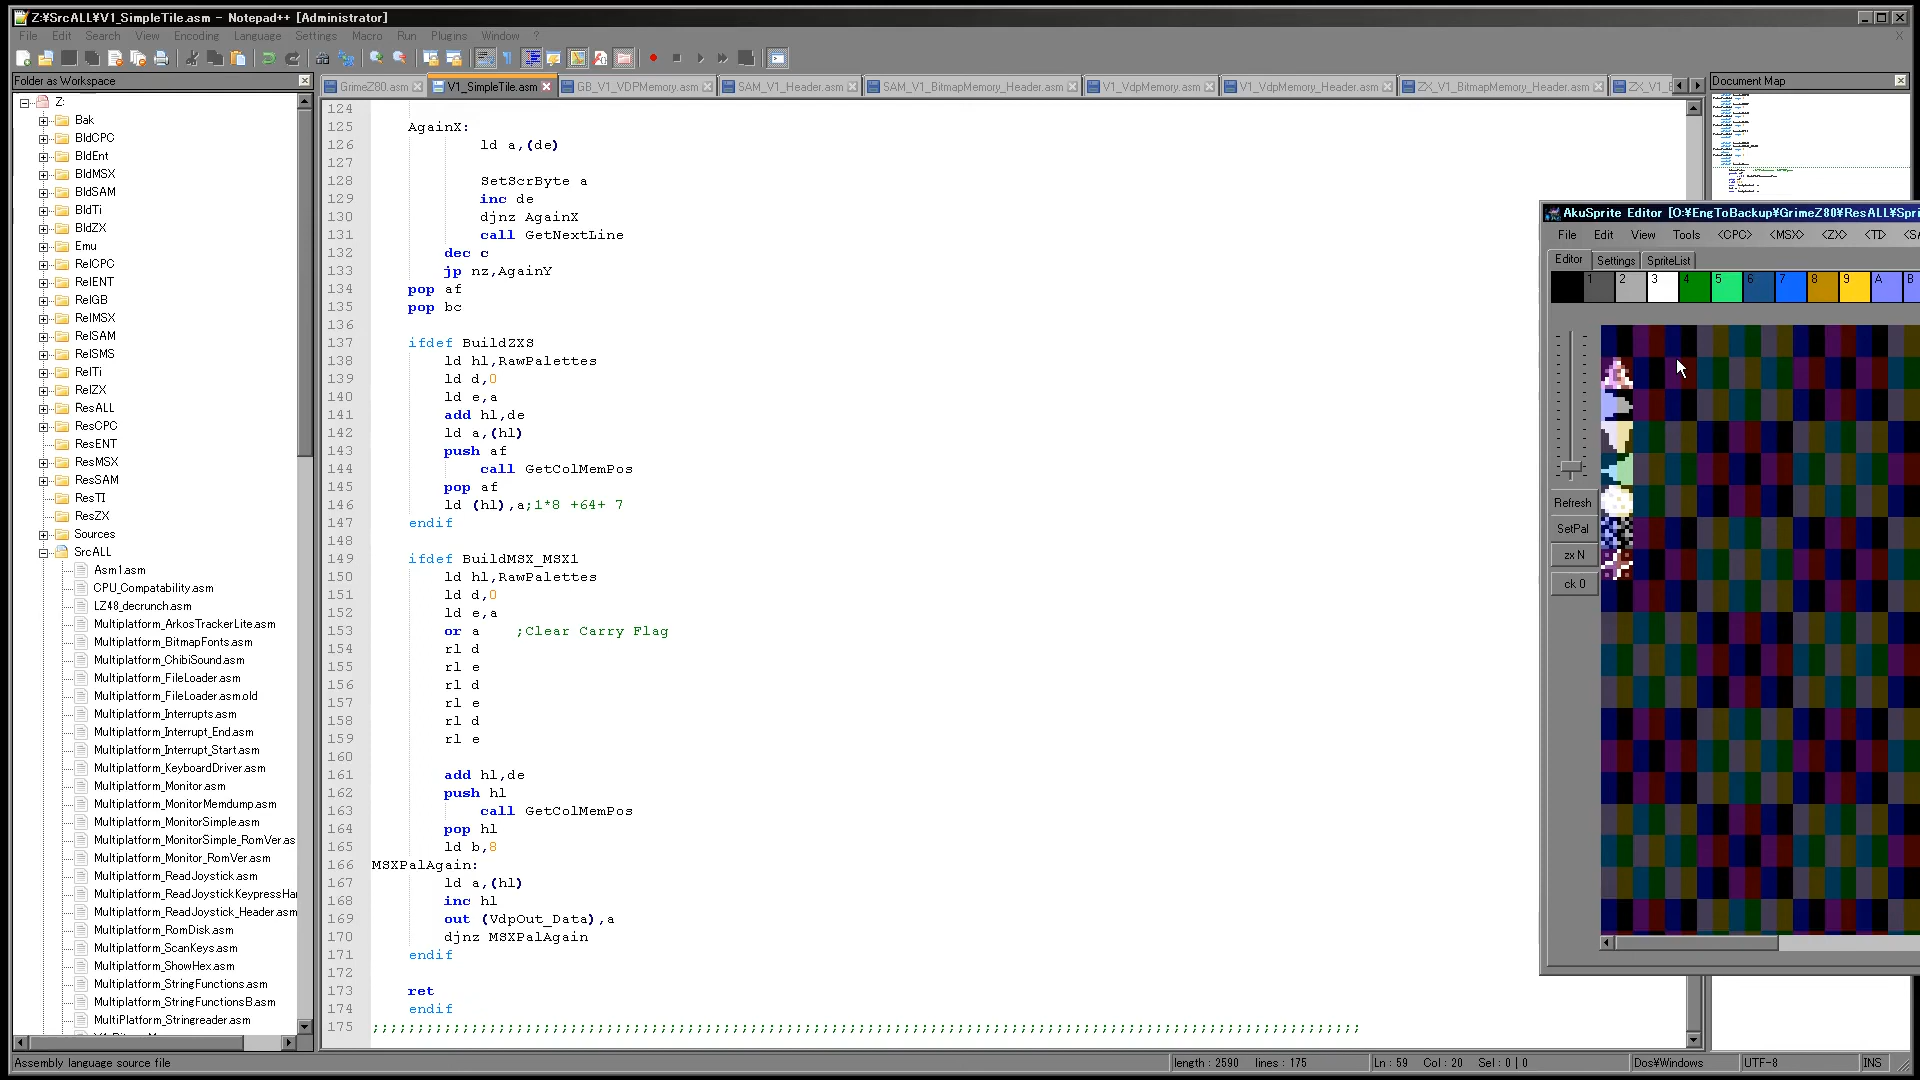 Z:¥SrcALL¥V1_SimpleTile.asm - Notepad++ [Administrator]
File Edit Search View Encoding Language Settings Macro Run Plugins Window ?
X
Folder as Workspace
GrimeZ80.asm V1_SimpleTile.asm GB_V1_VDPMemory.asm SAM_V1_Header.asm SAM_V1_BitmapMemory_Header.asm V1_VdpMemory.asm V1_VdpMemory_Header.asm ZX_V1_BitmapMemory_Header.asm
Document Map
Z:
Bak
BldCPC
BldEnt
BldMSX
BldSAM
BldTi
BldZX
Emu
RelCPC
RelENT
RelGB
RelMSX
RelSAM
RelSMS
RelTi
RelZX
ResALL
ResCPC
ResENT
ResMSX
ResSAM
ResTI
ResZX
Sources
SrcALL
Asm1.asm
CPU_Compatability.asm
LZ48_decrunch.asm
Multiplatform_ArkosTrackerLite.asm
Multiplatform_BitmapFonts.asm
Multiplatform_ChibiSound.asm
Multiplatform_FileLoader.asm
Multiplatform_FileLoader.asm.old
Multiplatform_Interrupts.asm
Multiplatform_Interrupt_End.asm
Multiplatform_Interrupt_Start.asm
Multiplatform_KeyboardDriver.asm
Multiplatform_Monitor.asm
Multiplatform_MonitorMemdump.asm
Multiplatform_MonitorSimple.asm
Multiplatform_MonitorSimple_RomVer.as
Multiplatform_Monitor_RomVer.asm
Multiplatform_ReadJoystick.asm
Multiplatform_ReadJoystickKeypressHa
Multiplatform_ReadJoystick_Header.asm
Multiplatform_RomDisk.asm
Multiplatform_ScanKeys.asm
Multiplatform_ShowHex.asm
Multiplatform_StringFunctions.asm
Multiplatform_StringFunctionsB.asm
MultiPlatform_Stringreader.asm
124
125 AgainX:
126 ld a,(de)
127
128 SetScrByte a
129 inc de
130 djnz AgainX
131 call GetNextLine
132 dec c
133 jp nz,AgainY
134 pop af
135 pop bc
136
137 ifdef BuildZXS
138 ld hl,RawPalettes
139 ld d,0
140 ld e,a
141 add hl,de
142 ld a,(hl)
143 push af
144 call GetColMemPos
145 pop af
146 ld (hl),a;1*8 +64+ 7
147 endif
148
149 ifdef BuildMSX_MSX1
150 ld hl,RawPalettes
151 ld d,0
152 ld e,a
153 or a ;Clear Carry Flag
154 rl d
155 rl e
156 rl d
157 rl e
158 rl d
159 rl e
160
161 add hl,de
162 push hl
163 call GetColMemPos
164 pop hl
165 ld b,8
166 MSXPalAgain:
167 ld a,(hl)
168 inc hl
169 out (VdpOut_Data),a
170 djnz MSXPalAgain
171 endif
172
173 ret
174 endif
175 ;;;;;;;;;;;;;;;;;;;;;;;;;;;;;;;;;;;;;;;;;;;;;;;;;;;;;;;;;;;;;;;;;;;;;;;;;;;;;;;;;;;;;;;;;;;;;;;;;;;;;;;;;;;;;
AkuSprite Editor [O:¥EngToBackup¥GrimeZ80¥ResALL¥Spri
File Edit View Tools <CPC> <MSX> <ZX> <TI> <S
Editor Settings SpriteList
1 2 3 4 5 6 7 8 9 A B
Refresh
SetPal
zx N
ck 0
Assembly language source file length : 2590 lines : 175 Ln : 59 Col : 20 Sel : 0 | 0 Dos¥Windows UTF-8 INS